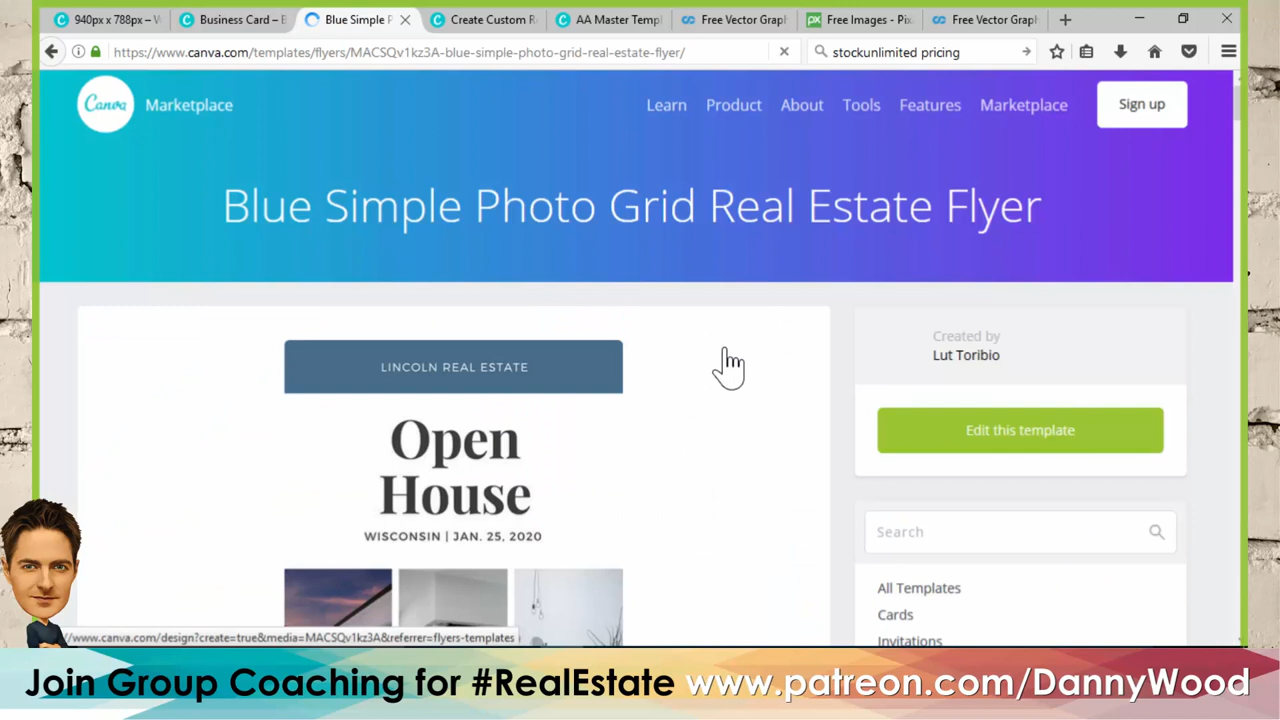 940px x 788px – V
Business Card – B
Blue Simple P
Create Custom R
AA Master Templ
Free Vector Graph
Free Images - Pix
Free Vector Graph
https://www.canva.com/templates/flyers/MACSQv1kz3A-blue-simple-photo-grid-real-estate-flyer/
stockunlimited pricing
Canva
Marketplace
Learn
Product
About
Tools
Features
Marketplace
Sign up
Blue Simple Photo Grid Real Estate Flyer
LINCOLN REAL ESTATE
Open
House
WISCONSIN | JAN. 25, 2020
Created by
Lut Toribio
Edit this template
Search
All Templates
Cards
Invitations
//www.canva.com/design?create=true&media=MACSQv1kz3A&referrer=flyers-templates
Join Group Coaching for #RealEstate www.patreon.com/DannyWood